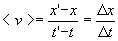 < v > = x'-x / t'-t = Δx / Δt